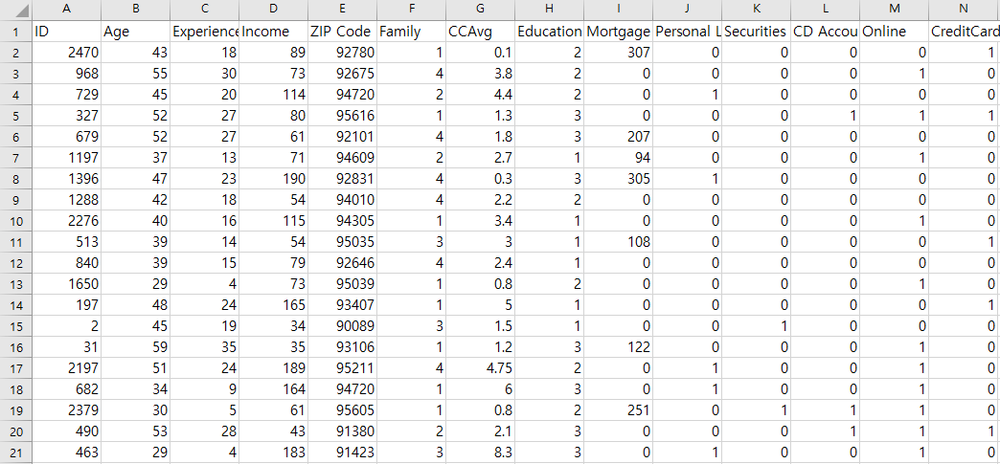 A B C D E F G H I J K L M N
1 ID Age Experience Income ZIP Code Family CCAvg Education Mortgage Personal L Securities CD Accou Online CreditCard
2 2470 43 18 89 92780 1 0.1 2 307 0 0 0 0 1
3 968 55 30 73 92675 4 3.8 2 0 0 0 0 1 0
4 729 45 20 114 94720 2 4.4 2 0 1 0 0 0 0
5 327 52 27 80 95616 1 1.3 3 0 0 0 1 1 1
6 679 52 27 61 92101 4 1.8 3 207 0 0 0 0 0
7 1197 37 13 71 94609 2 2.7 1 94 0 0 0 1 0
8 1396 47 23 190 92831 4 0.3 3 305 1 0 0 0 0
9 1288 42 18 54 94010 4 2.2 2 0 0 0 0 0 0
10 2276 40 16 115 94305 1 3.4 1 0 0 0 0 1 0
11 513 39 14 54 95035 3 3 1 108 0 0 0 0 1
12 840 39 15 79 92646 4 2.4 1 0 0 0 0 0 0
13 1650 29 4 73 95039 1 0.8 2 0 0 0 0 1 0
14 197 48 24 165 93407 1 5 1 0 0 0 0 0 1
15 2 45 19 34 90089 3 1.5 1 0 0 1 0 0 0
16 31 59 35 35 93106 1 1.2 3 122 0 0 0 1 0
17 2197 51 24 189 95211 4 4.75 2 0 1 0 0 1 0
18 682 34 9 164 94720 1 6 3 0 1 0 0 1 0
19 2379 30 5 61 95605 1 0.8 2 251 0 1 1 1 0
20 490 53 28 43 91380 2 2.1 3 0 0 0 1 1 1
21 463 29 4 183 91423 3 8.3 3 0 1 0 0 1 0